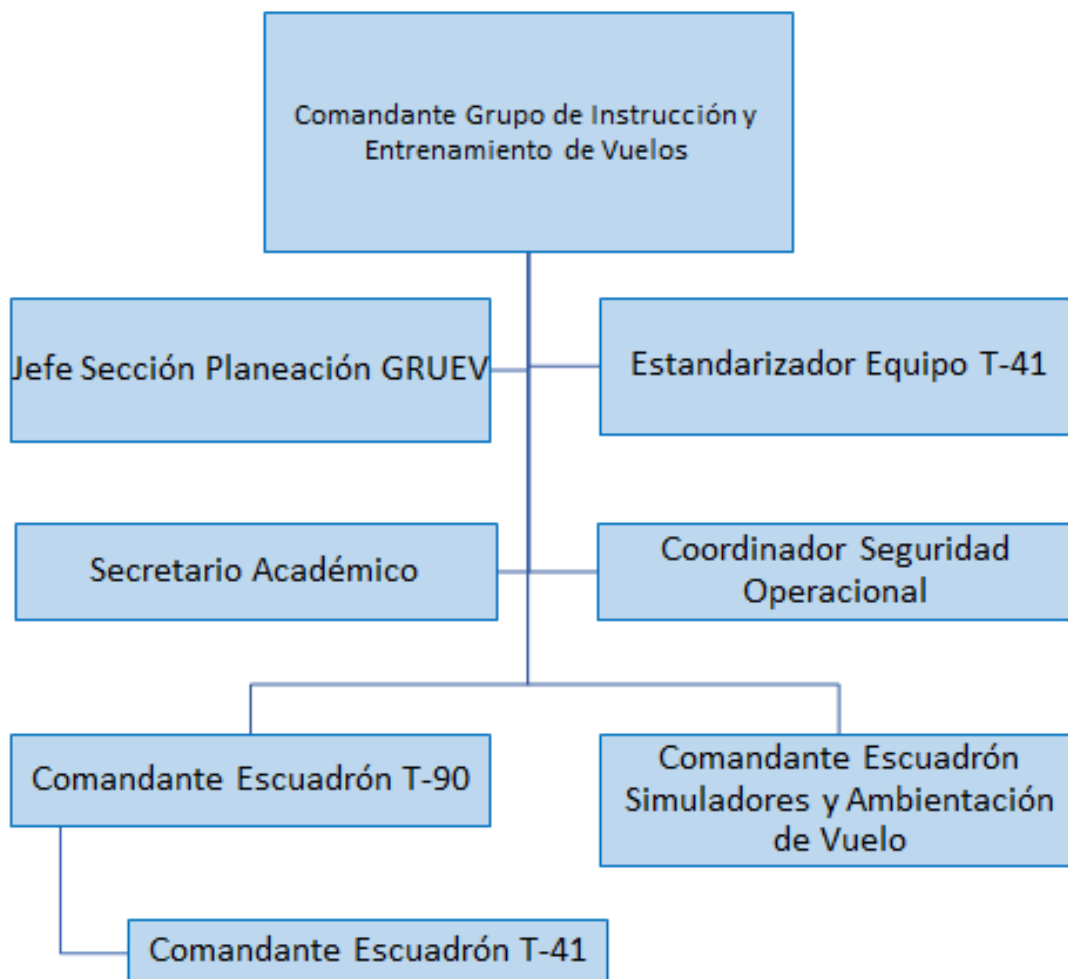 Comandante Grupo de Instrucción y
Entrenamiento de Vuelos
Jefe Sección Planeación GRUEV
Estandarizador Equipo T-41
Secretario Académico
Coordinador Seguridad
Operacional
Comandante Escuadrón T-90
Comandante Escuadrón
Simuladores y Ambientación
de Vuelo
Comandante Escuadrón T-41